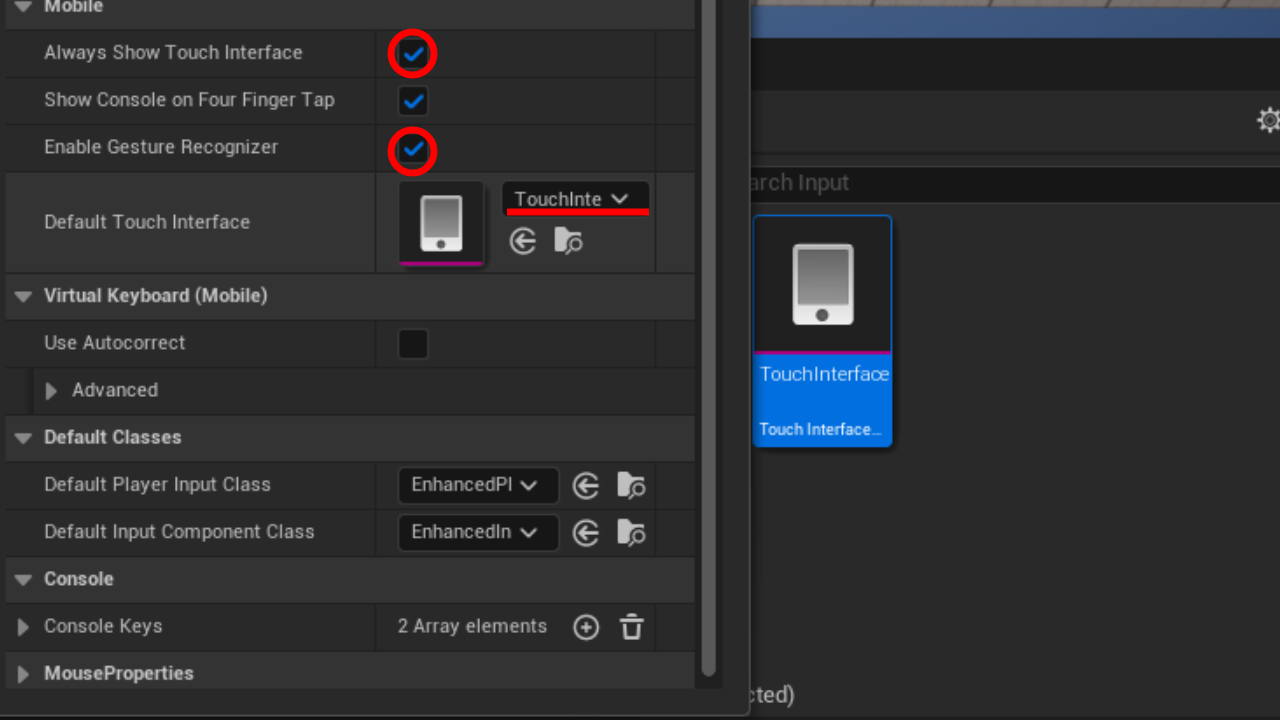 Mobile
Always Show Touch Interface
Show Console on Four Finger Tap
Enable Gesture Recognizer
Default Touch Interface
TouchInte
Virtual Keyboard (Mobile)
Use Autocorrect
Advanced
Default Classes
Default Player Input Class
EnhancedPl
Default Input Component Class
EnhancedIn
Console
Console Keys
2 Array elements
MouseProperties
arch Input
TouchInterface
Touch Interface...
cted)